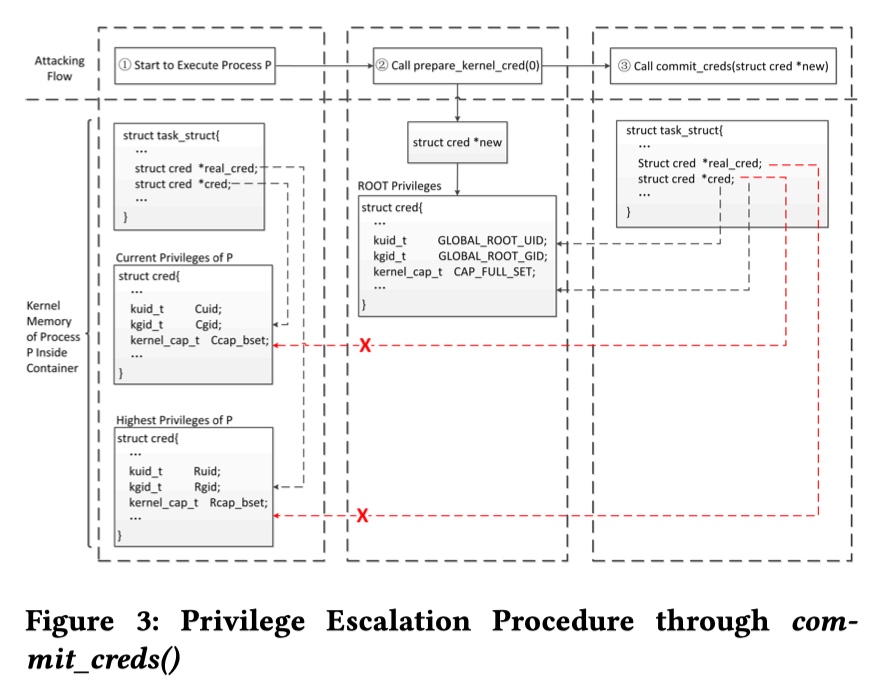 Attacking
Flow
① Start to Execute Process P
② Call prepare_kernel_cred(0)
③ Call commit_creds(struct cred *new)
Kernel
Memory
of Process
P Inside
Container
struct task_struct{
...
struct cred *real_cred;
struct cred *cred;
...
}
Current Privileges of P
struct cred{
...
kuid_t Cuid;
kgid_t Cgid;
kernel_cap_t Ccap_bset;
...
}
Highest Privileges of P
struct cred{
...
kuid_t Ruid;
kgid_t Rgid;
kernel_cap_t Rcap_bset;
...
}
struct cred *new
ROOT Privileges
struct cred{
...
kuid_t GLOBAL_ROOT_UID;
kgid_t GLOBAL_ROOT_GID;
kernel_cap_t CAP_FULL_SET;
...
}
X
X
struct task_struct{
...
Struct cred *real_cred;
struct cred *cred;
...
}
Figure 3: Privilege Escalation Procedure through com-
mit_creds()